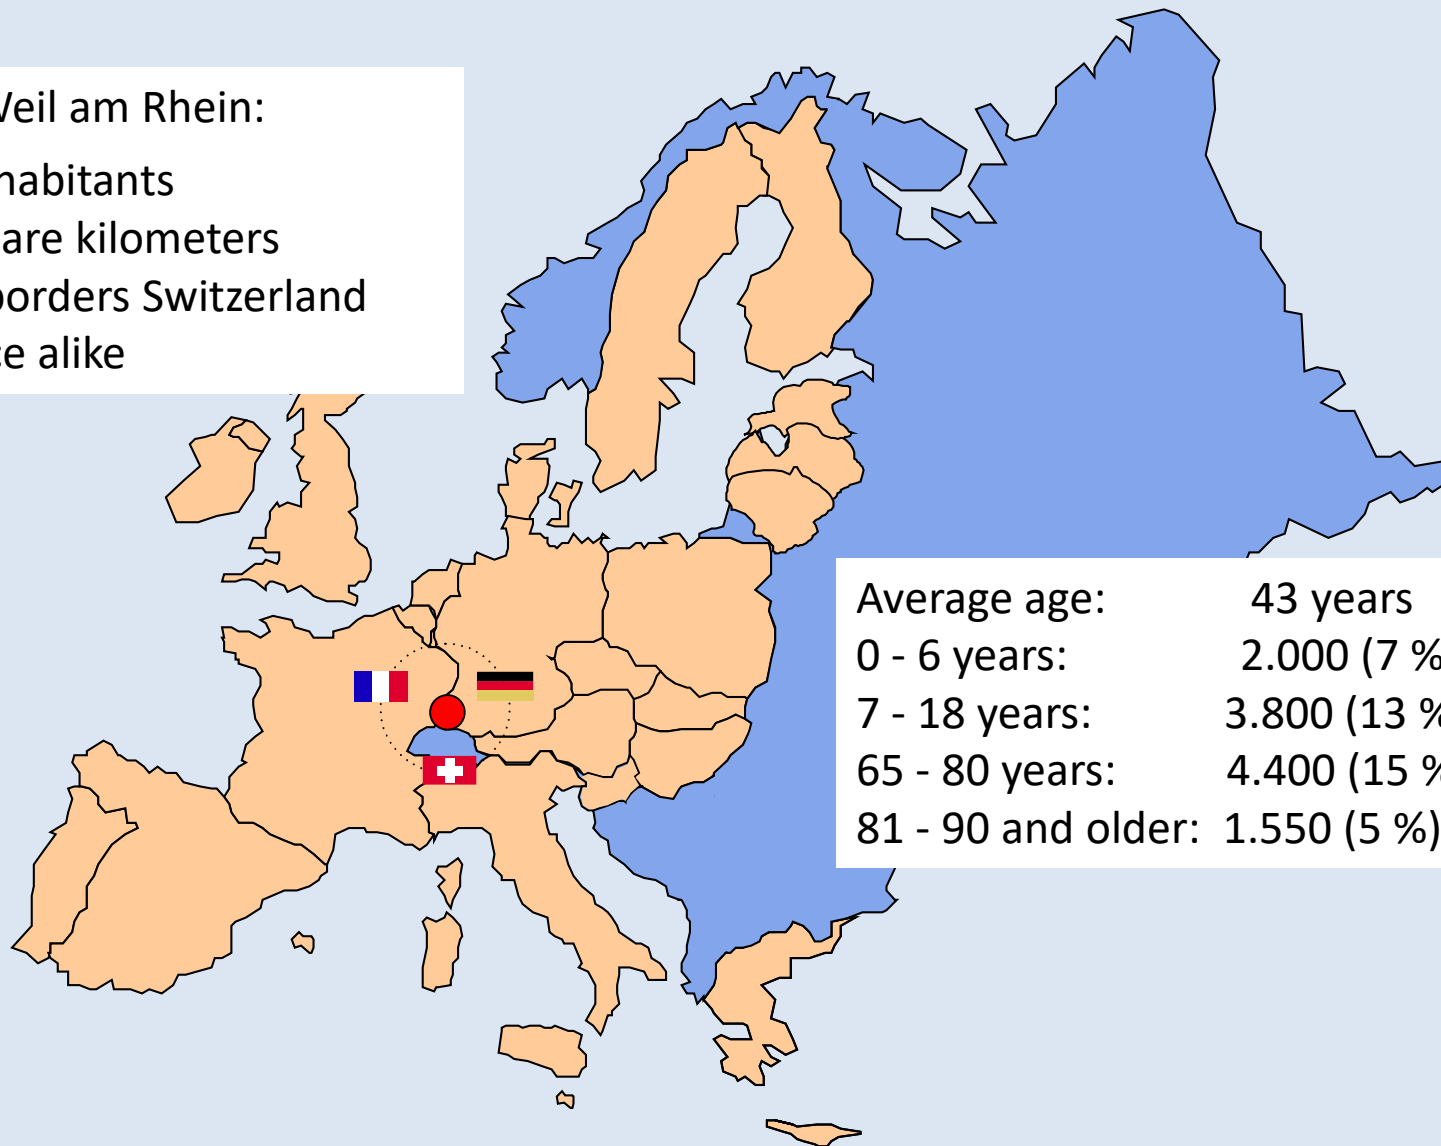 Weil am Rhein:
habitants
are kilometers
borders Switzerland
ce alike
Average age: 43 years
0 - 6 years: 2.000 (7 %
7 - 18 years: 3.800 (13 %
65 - 80 years: 4.400 (15 %
81 - 90 and older: 1.550 (5 %)